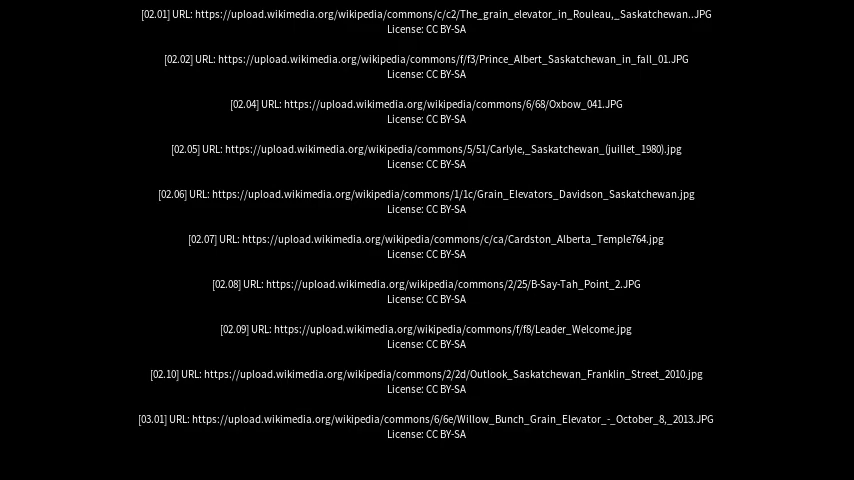 [02.01] URL: https://upload.wikimedia.org/wikipedia/commons/c/c2/The_grain_elevator_in_Rouleau,_Saskatchewan..JPG
License: CC BY-SA
[02.02] URL: https://upload.wikimedia.org/wikipedia/commons/f/f3/Prince_Albert_Saskatchewan_in_fall_01.JPG
License: CC BY-SA
[02.04] URL: https://upload.wikimedia.org/wikipedia/commons/6/68/Oxbow_041.JPG
License: CC BY-SA
[02.05] URL: https://upload.wikimedia.org/wikipedia/commons/5/51/Carlyle,_Saskatchewan_(juillet_1980).jpg
License: CC BY-SA
[02.06] URL: https://upload.wikimedia.org/wikipedia/commons/1/1c/Grain_Elevators_Davidson_Saskatchewan.jpg
License: CC BY-SA
[02.07] URL: https://upload.wikimedia.org/wikipedia/commons/c/ca/Cardston_Alberta_Temple764.jpg
License: CC BY-SA
[02.08] URL: https://upload.wikimedia.org/wikipedia/commons/2/25/B-Say-Tah_Point_2.JPG
License: CC BY-SA
[02.09] URL: https://upload.wikimedia.org/wikipedia/commons/f/f8/Leader_Welcome.jpg
License: CC BY-SA
[02.10] URL: https://upload.wikimedia.org/wikipedia/commons/2/2d/Outlook_Saskatchewan_Franklin_Street_2010.jpg
License: CC BY-SA
[03.01] URL: https://upload.wikimedia.org/wikipedia/commons/6/6e/Willow_Bunch_Grain_Elevator_-_October_8,_2013.JPG
License: CC BY-SA